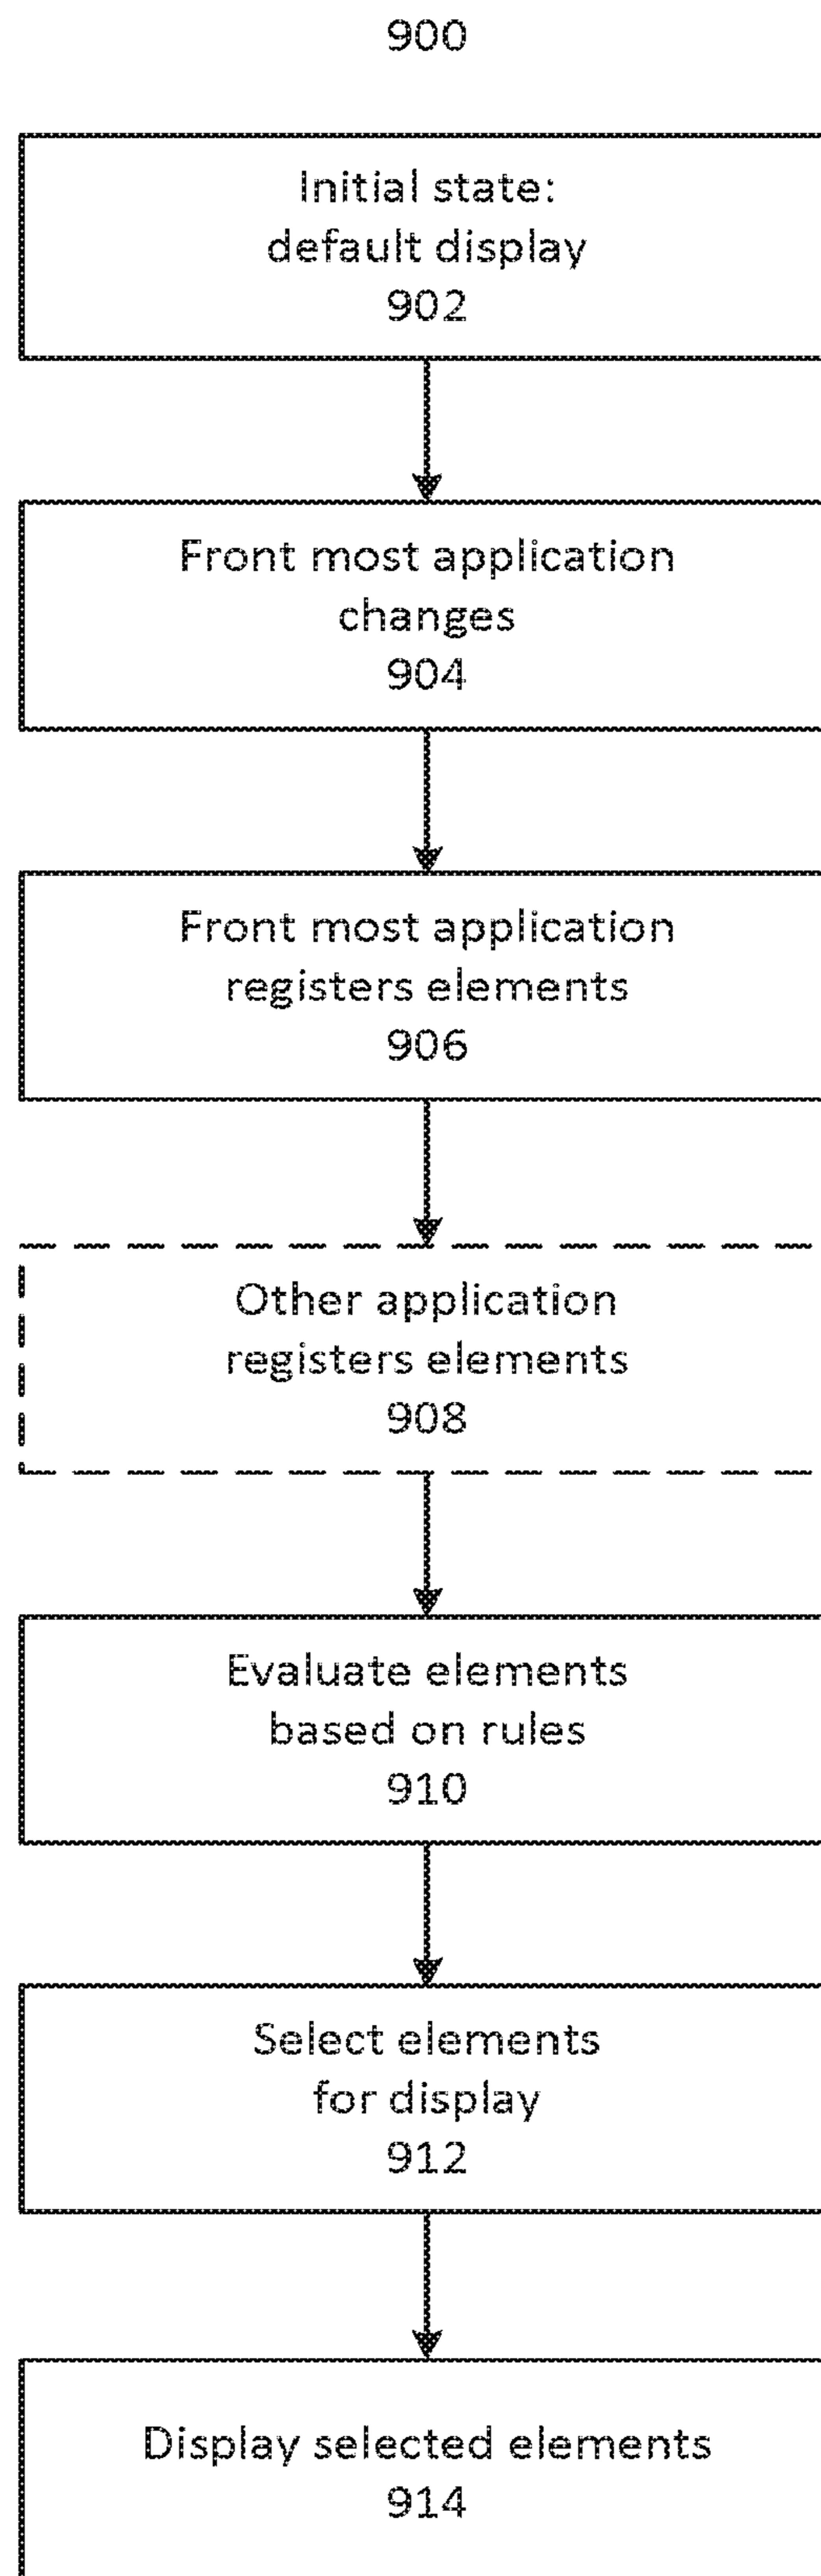 900
Initial state:
default display
902
Front most application
changes
904
Front most application
registers elements
906
Other application
registers elements
908
Evaluate elements
based on rules
910
Select elements
for display
912
Display selected elements
914